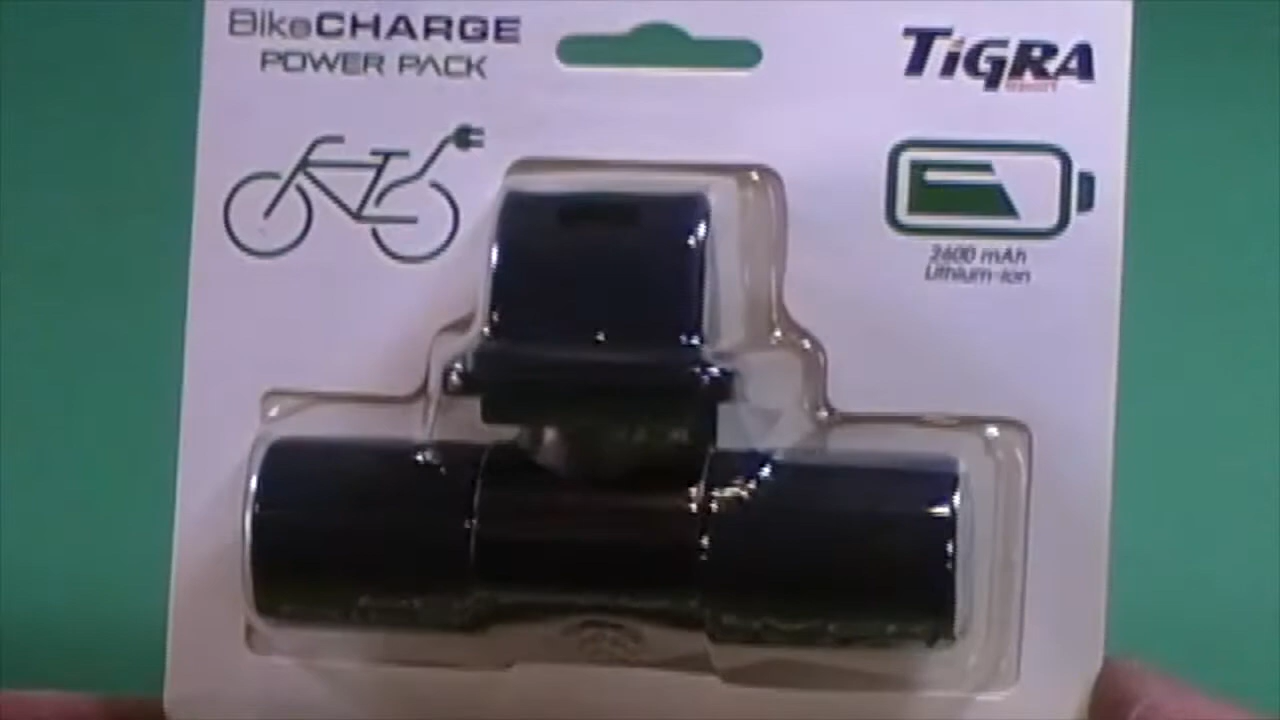 BikeCHARGE
POWER PACK
TiGRA
2600 mAh
Lithium-ion